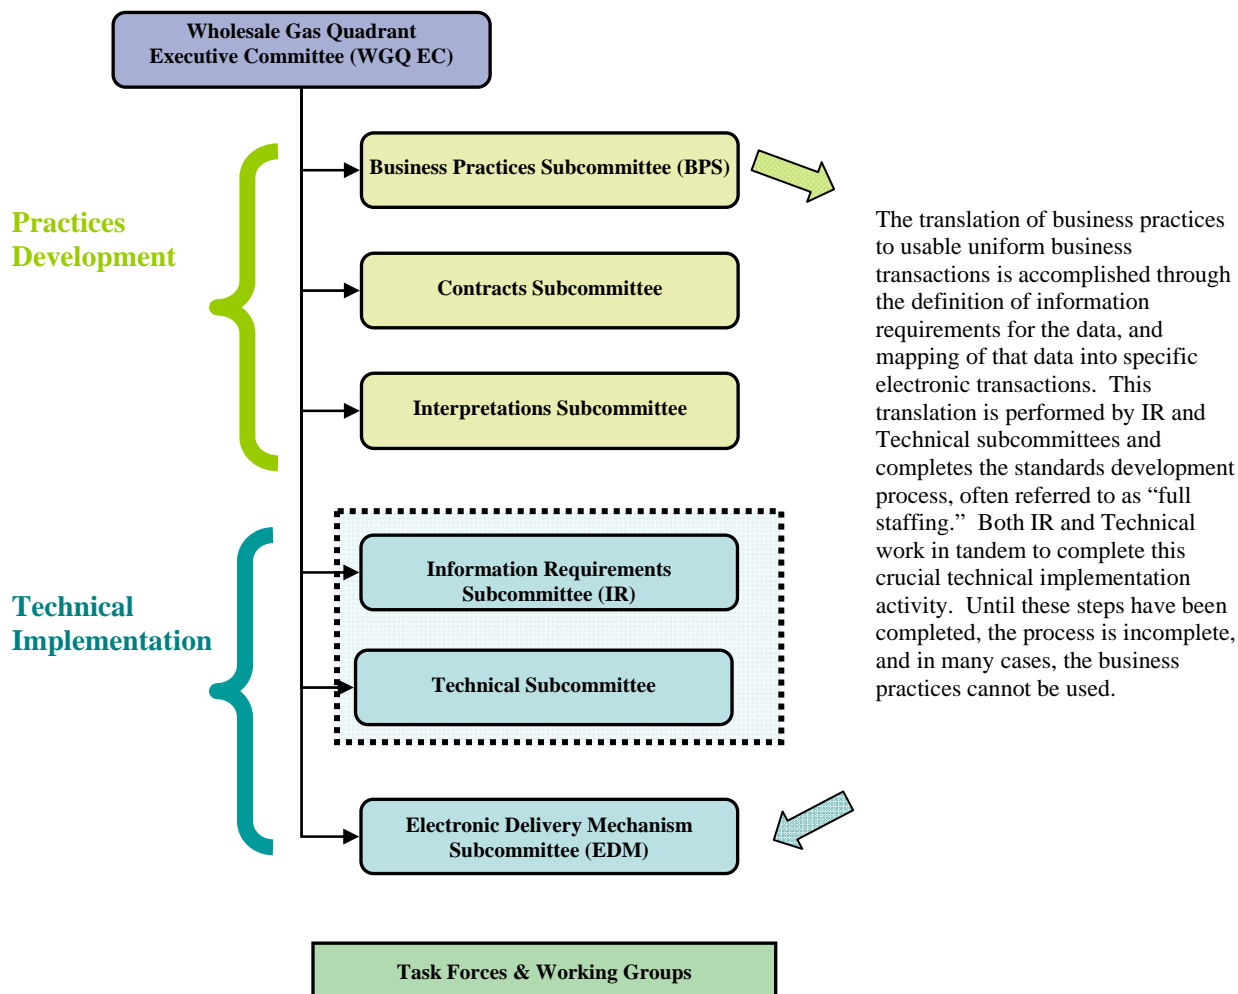 Wholesale Gas Quadrant
Executive Committee (WGQ EC)
Practices
Development
Business Practices Subcommittee (BPS)
Contracts Subcommittee
Interpretations Subcommittee
Technical
Implementation
Information Requirements
Subcommittee (IR)
Technical Subcommittee
Electronic Delivery Mechanism
Subcommittee (EDM)
Task Forces & Working Groups
The translation of business practices
to usable uniform business
transactions is accomplished through
the definition of information
requirements for the data, and
mapping of that data into specific
electronic transactions.  This
translation is performed by IR and
Technical subcommittees and
completes the standards development
process, often referred to as “full
staffing.”  Both IR and Technical
work in tandem to complete this
crucial technical implementation
activity.  Until these steps have been
completed, the process is incomplete,
and in many cases, the business
practices cannot be used.